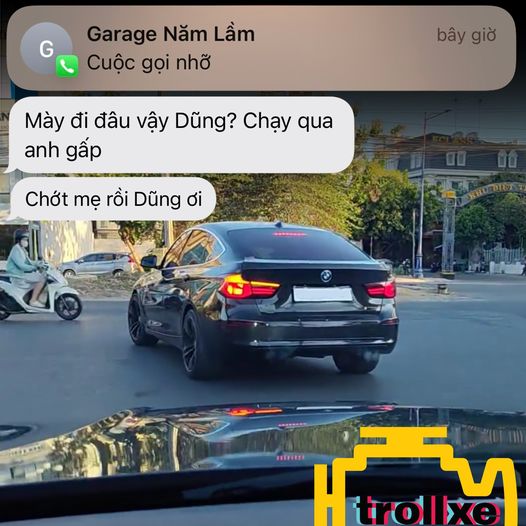 Garage Năm Lầm
bây giờ
G
Cuộc gọi nhỡ
Mày đi đâu vậy Dũng? Chạy qua
anh gấp
Chớt mẹ rồi Dũng ơi
trollxe